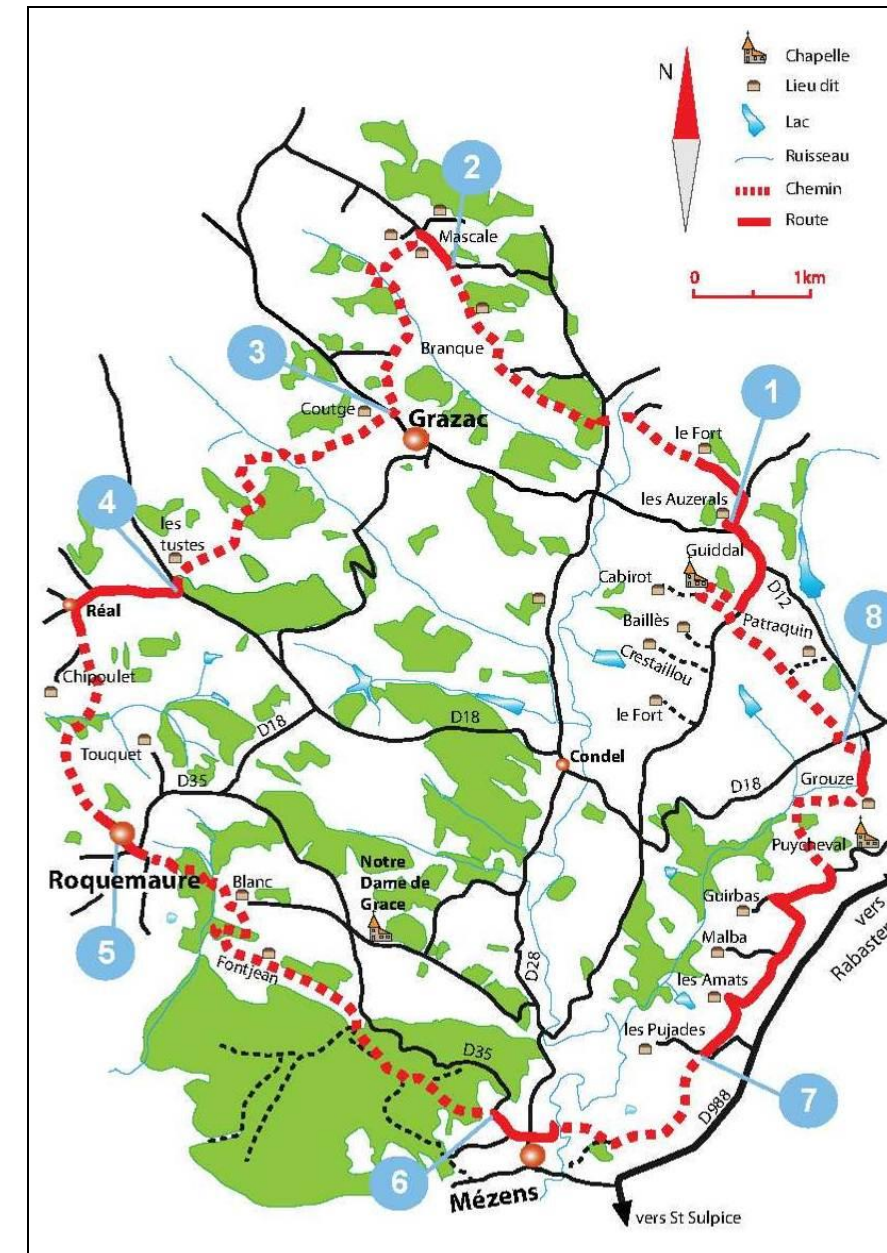 N
Chapelle
Lieu dit
Lac
Ruisseau
Chemin
Route
0
1km
2
Mascale
Branque
3
Coutge
Grazac
1
le Fort
les Auzerals
4
les
tustes
Guiddal
Cabirot
D12
Baillès
Patraquin
Crestaillou
8
Réal
Chipoulet
le Fort
D18
D18
Touquet
Condel
D18
D35
Grouze
Puycheval
Roquemaure
Blanc
Notre
Dame de
Grace
Guirbas
vers
Rabaster
Malba
5
Fontjean
D28
les Amats
les Pujades
D35
D988
7
6
Mézens
vers St Sulpice